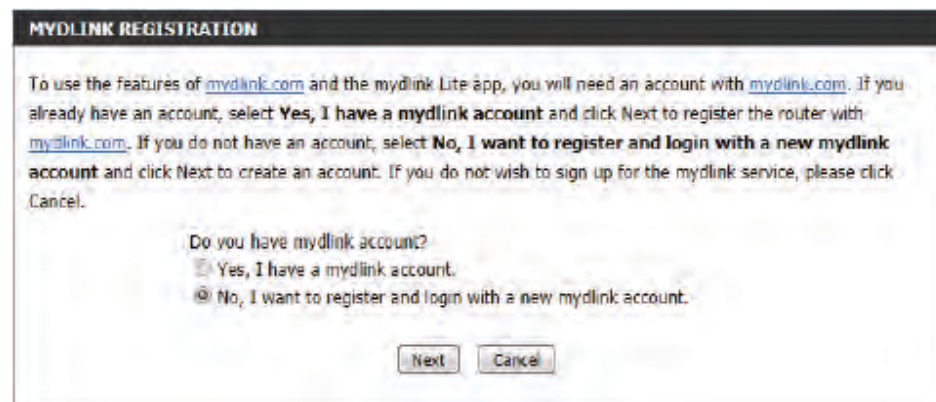 MYDLINK REGISTRATION
To use the features of mydlink.com and the mydlink Lite app, you will need an account with mydlink.com. If you
already have an account, select Yes, I have a mydlink account and click Next to register the router with
mydlink.com. If you do not have an account, select No, I want to register and login with a new mydlink
account and click Next to create an account. If you do not wish to sign up for the mydlink service, please click
Cancel.
Do you have mydlink account?
Yes, I have a mydlink account.
No, I want to register and login with a new mydlink account.
Next Cancel